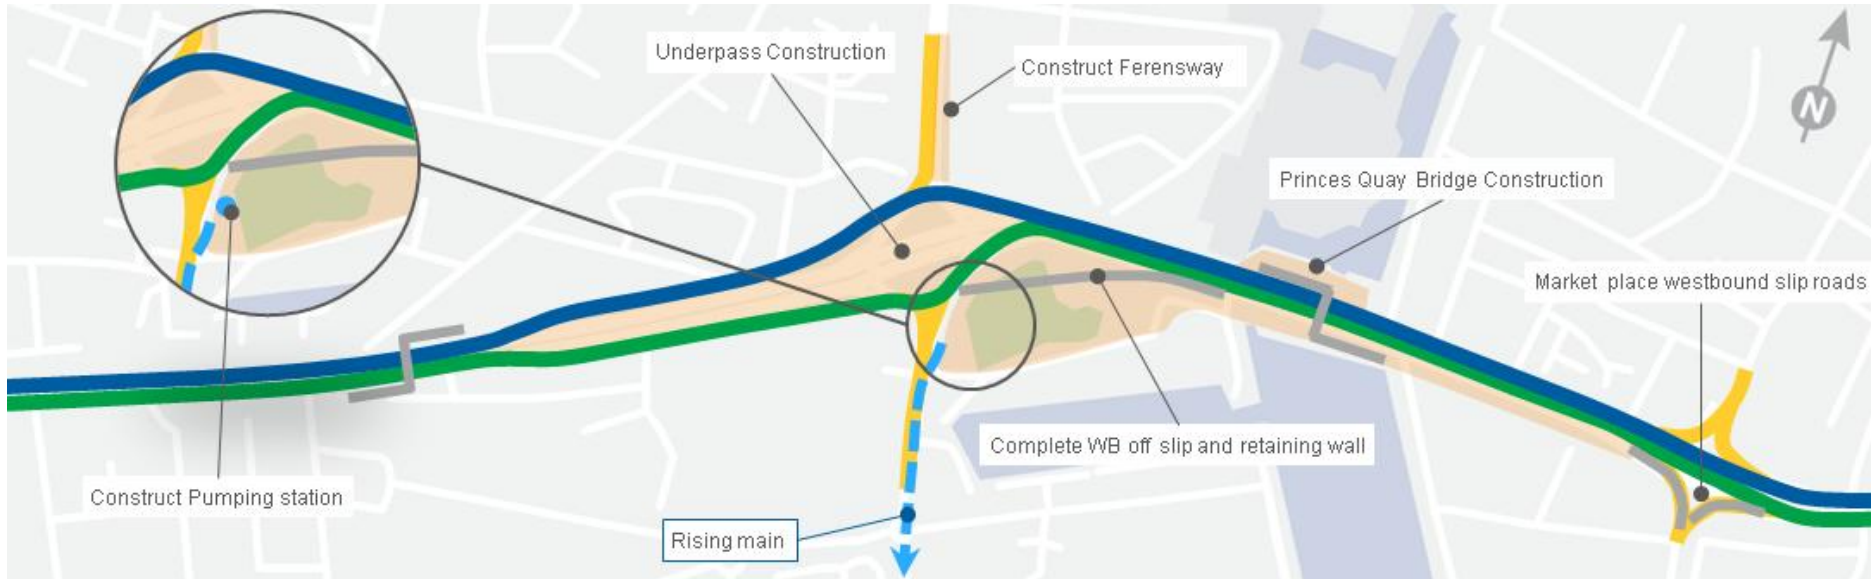 Underpass Construction
Construct Ferensway
N
Princes Quay Bridge Construction
Market place westbound slip roads
Complete WB off slip and retaining wall
Construct Pumping station
Rising main